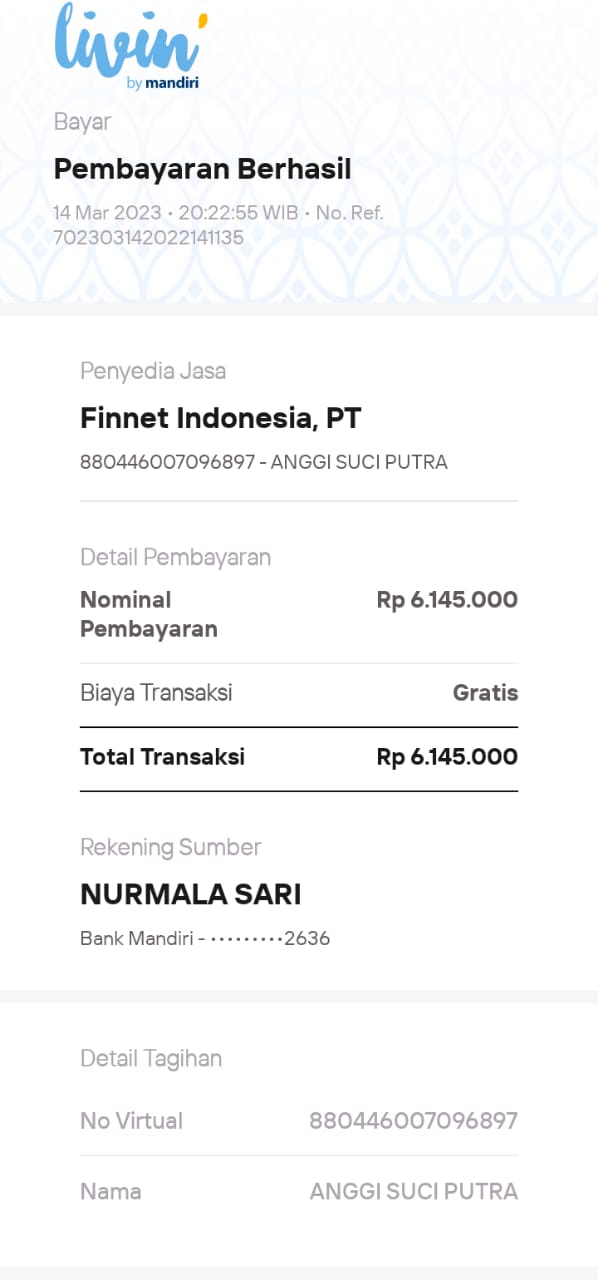 livin'
by mandiri
Bayar
Pembayaran Berhasil
14 Mar 2023 • 20:22:55 WIB • No. Ref.
702303142022141135
Penyedia Jasa
Finnet Indonesia, PT
880446007096897 - ANGGI SUCI PUTRA
Detail Pembayaran
Nominal Rp 6.145.000
Pembayaran
Biaya Transaksi Gratis
Total Transaksi Rp 6.145.000
Rekening Sumber
NURMALA SARI
Bank Mandiri - •••••••••2636
Detail Tagihan
No Virtual 880446007096897
Nama ANGGI SUCI PUTRA